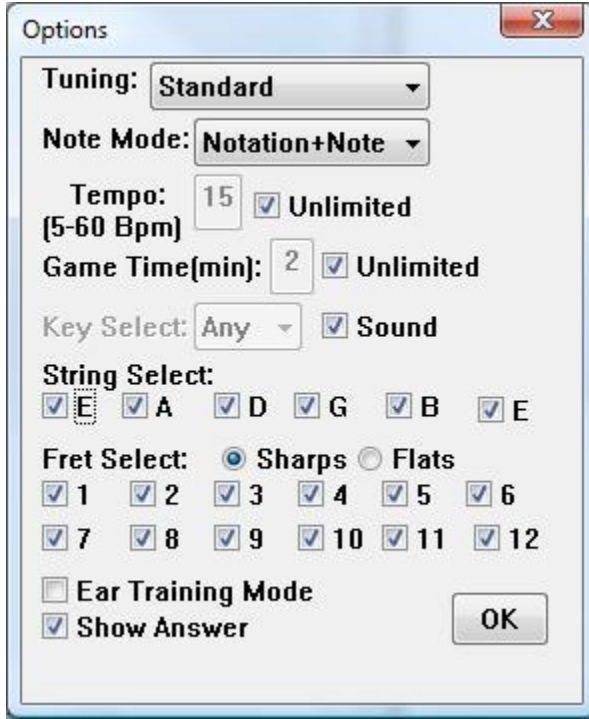 Options
Tuning: Standard
Note Mode: Notation+Note
Tempo: 15 Unlimited
(5-60 Bpm)
Game Time(min): 2 Unlimited
Key Select: Any Sound
String Select:
E A D G B E
Fret Select: Sharps Flats
1 2 3 4 5 6
7 8 9 10 11 12
Ear Training Mode
Show Answer
OK